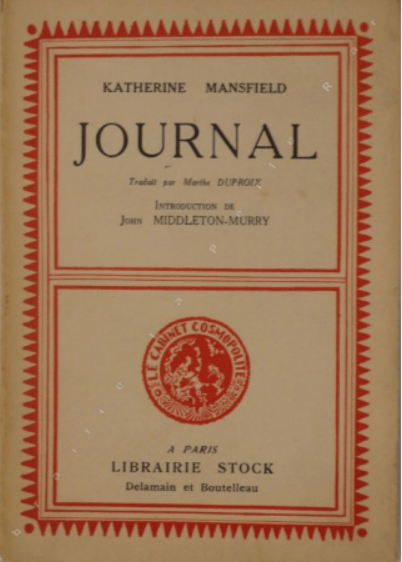 KATHERINE MANSFIELD
JOURNAL
Traduit par Marthe DUPROIX
INTRODUCTION DE
JOHN MIDDLETON-MURRY
LE CABINET COSMOPOLITE
A PARIS
LIBRAIRIE STOCK
Delamain et Boutelleau